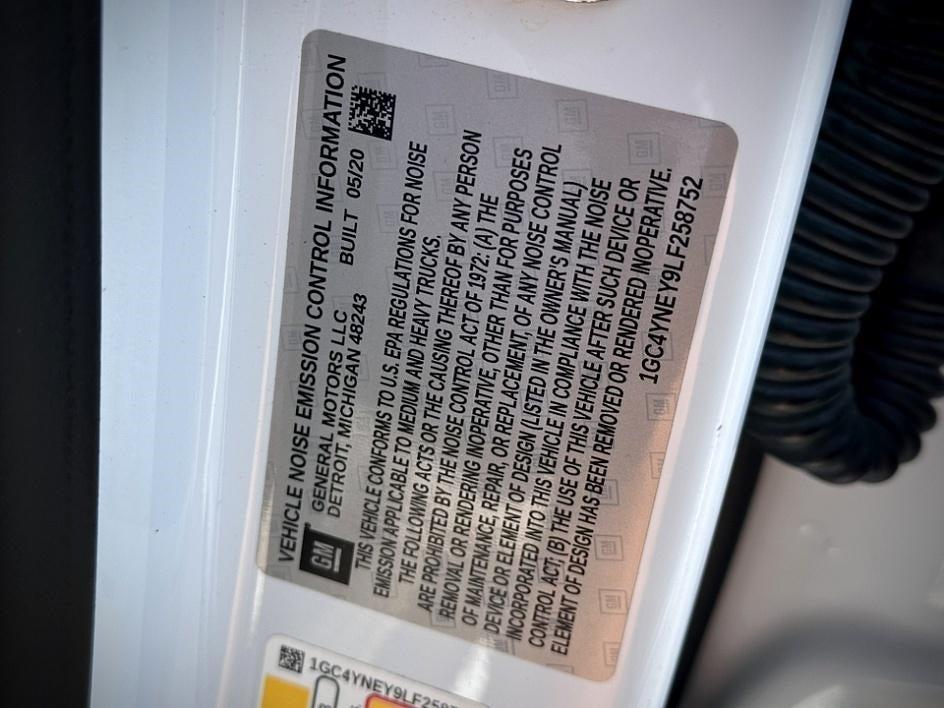 VEHICLE NOISE EMISSION CONTROL INFORMATION
GM
GENERAL MOTORS LLC
DETROIT, MICHIGAN 48243 BUILT 05/20
THIS VEHICLE CONFORMS TO U.S. EPA REGULATIONS FOR NOISE
EMISSION APPLICABLE TO MEDIUM AND HEAVY TRUCKS.
THE FOLLOWING ACTS OR THE CAUSING THEREOF BY ANY PERSON
ARE PROHIBITED BY THE NOISE CONTROL ACT OF 1972: (A) THE
REMOVAL OR RENDERING INOPERATIVE, OTHER THAN FOR PURPOSES
OF MAINTENANCE, REPAIR, OR REPLACEMENT, OF ANY NOISE CONTROL
DEVICE OR ELEMENT OF DESIGN (LISTED IN THE OWNER'S MANUAL)
INCORPORATED INTO THIS VEHICLE IN COMPLIANCE WITH THE NOISE
CONTROL ACT; (B) THE USE OF THIS VEHICLE AFTER SUCH DEVICE OR
ELEMENT OF DESIGN HAS BEEN REMOVED OR RENDERED INOPERATIVE.
1GC4YNEY9LF258752
1GC4YNEY9LF258